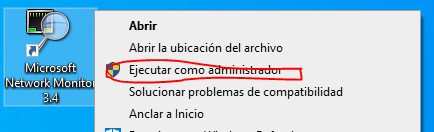 Microsoft
Network Monitor
3.4
Abrir
Abrir la ubicación del archivo
Ejecutar como administrador
Solucionar problemas de compatibilidad
Anclar a Inicio